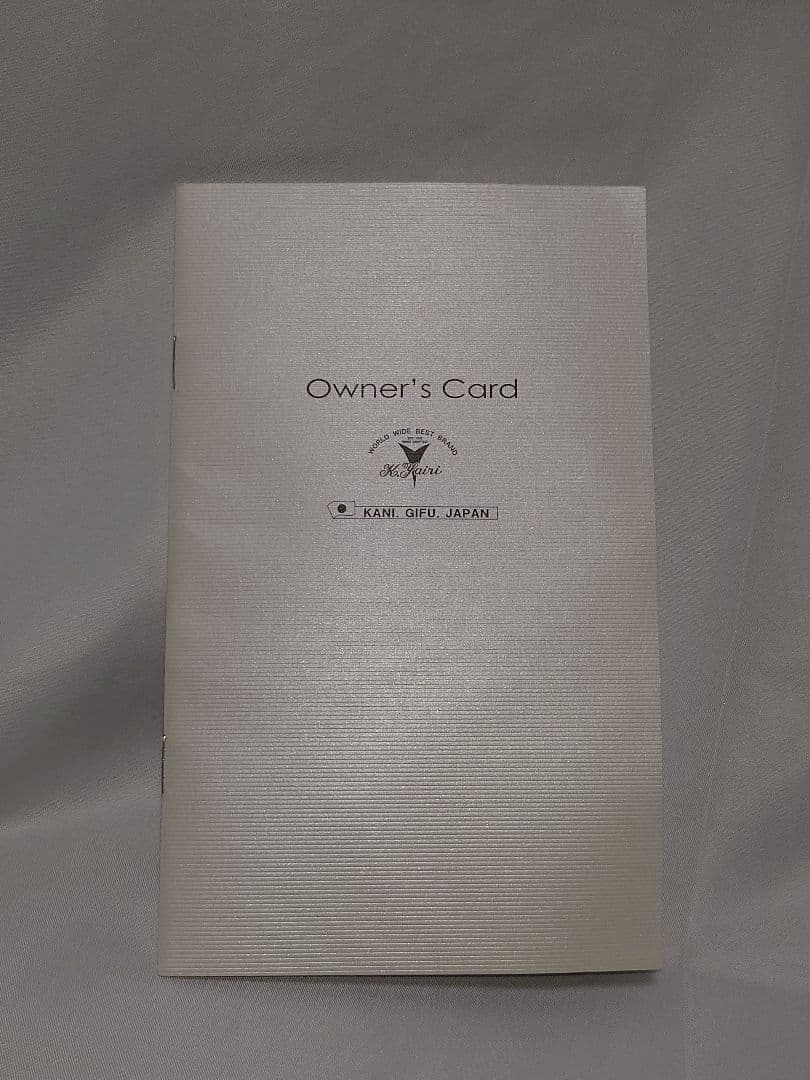 Owner's Card
WORLD WIDE BEST BRAND
K.Yairi
KANI. GIFU. JAPAN